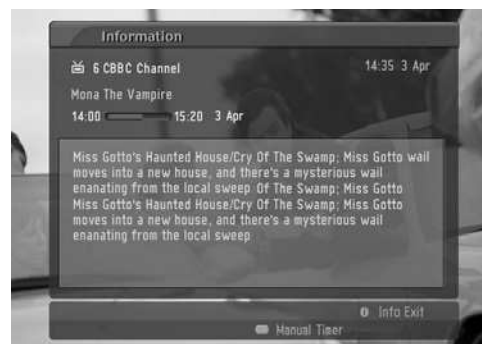 Information
6 CBBC Channel 14:35 3 Apr
Mona The Vampire
14:00 15:20 3 Apr
Miss Gotto's Haunted House/Cry Of The Swamp; Miss Gotto wail
moves into a new house, and there's a mysterious wail
enanating from the local sweep Of The Swamp; Miss Gotto
Miss Gotto's Haunted House/Cry Of The Swamp; Miss Gotto
moves into a new house, and there's a mysterious wail
enanating from the local sweep
i Info Exit
Manual Timer